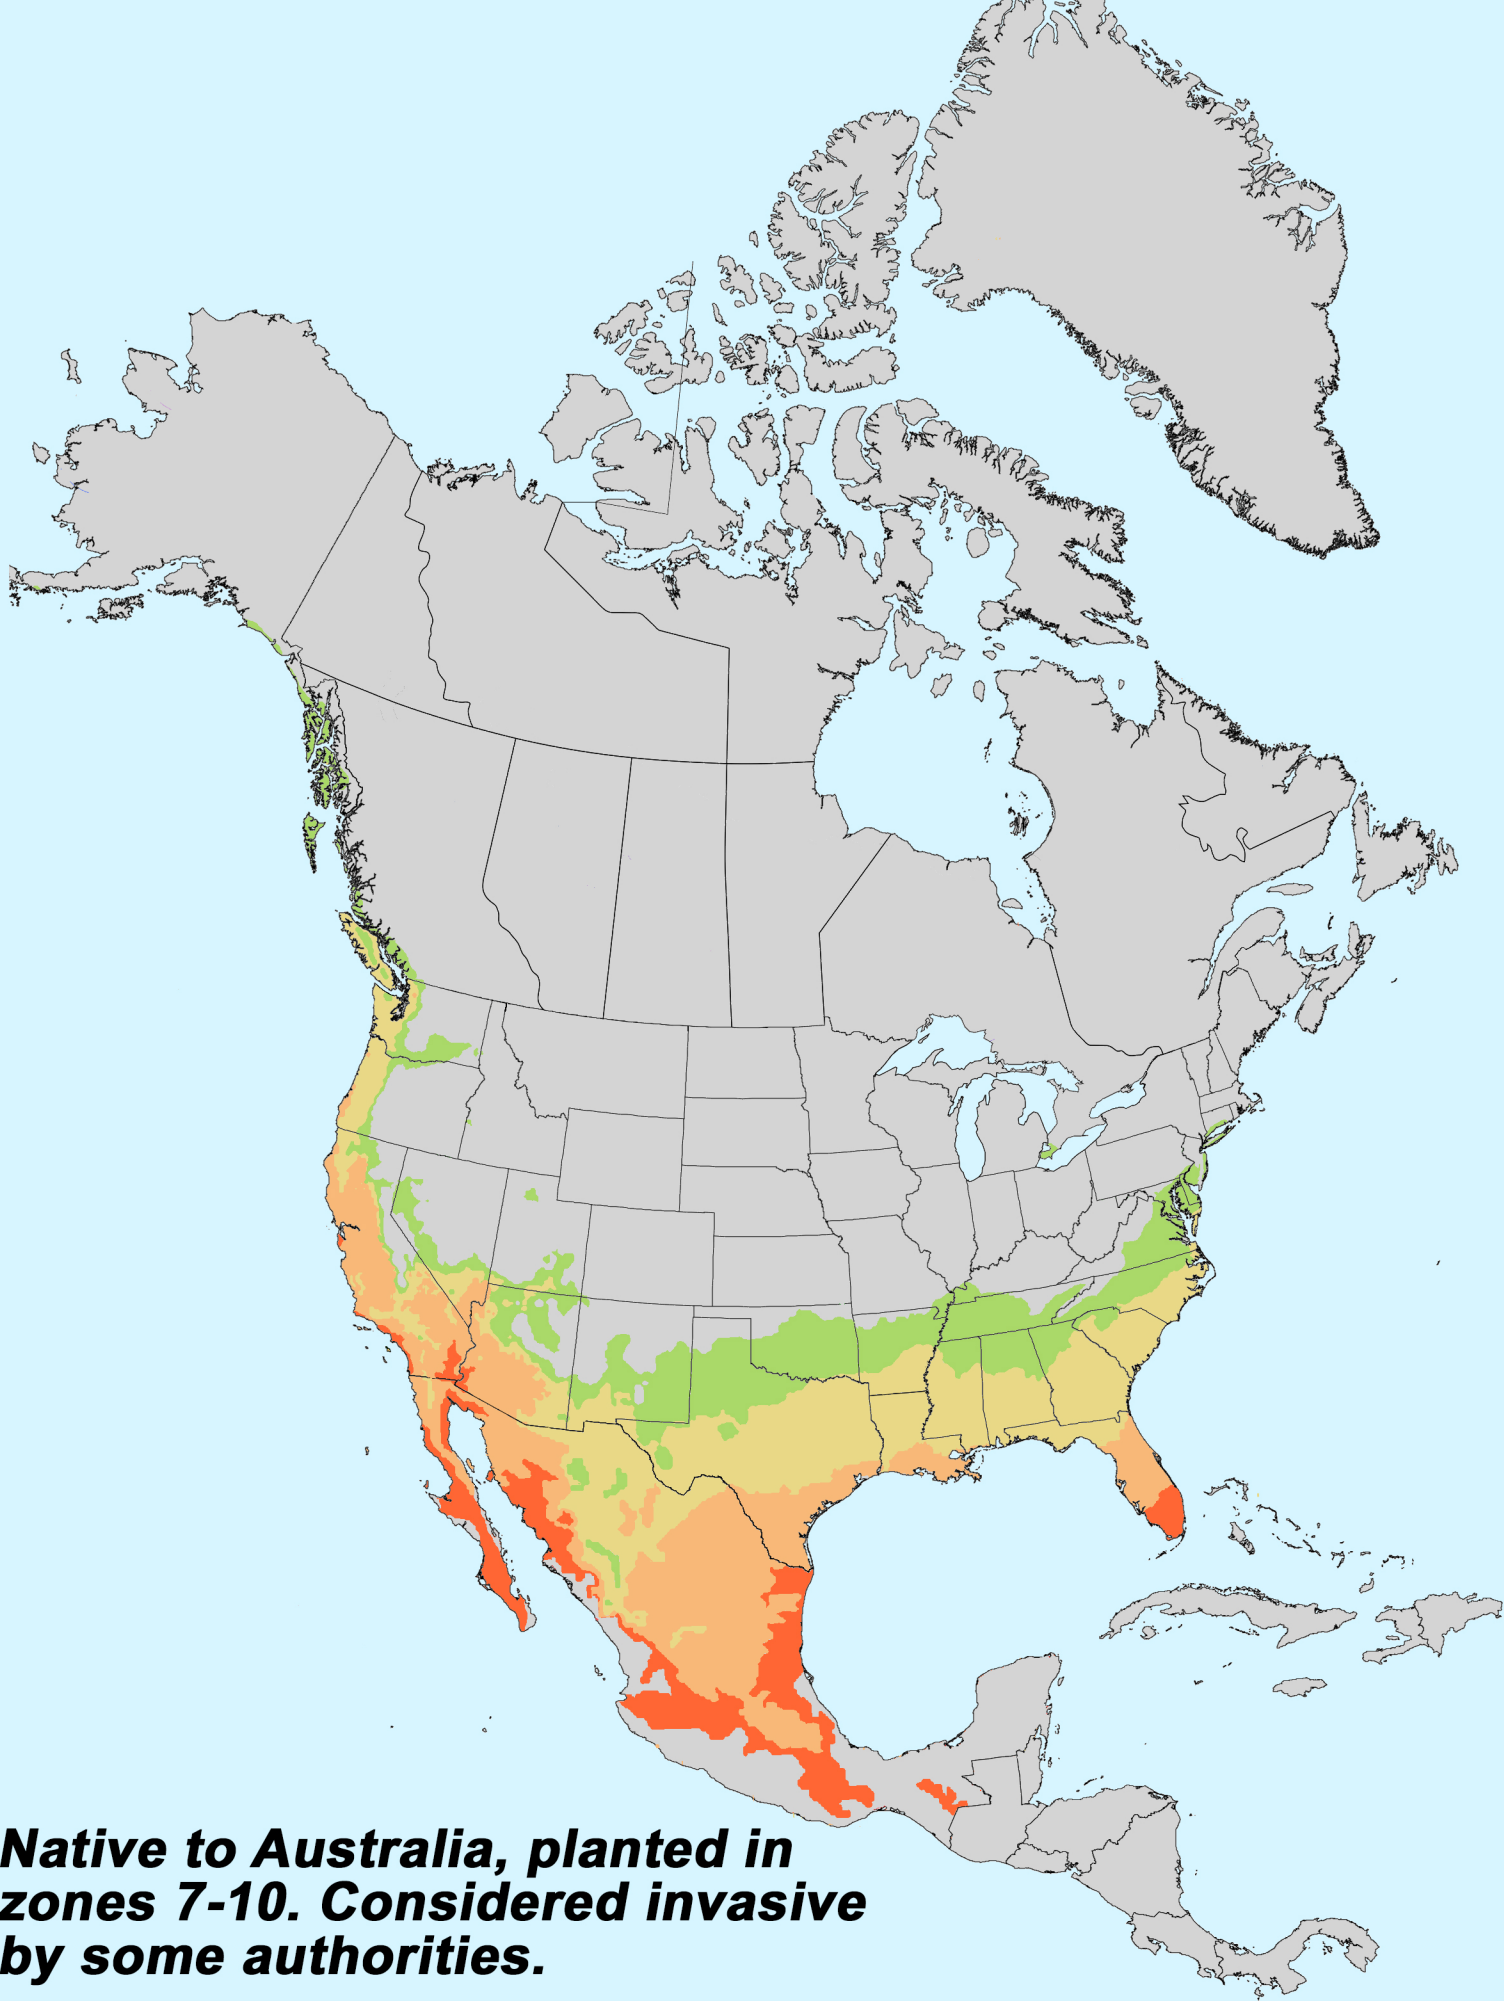 Native to Australia, planted in
zones 7-10. Considered invasive
by some authorities.